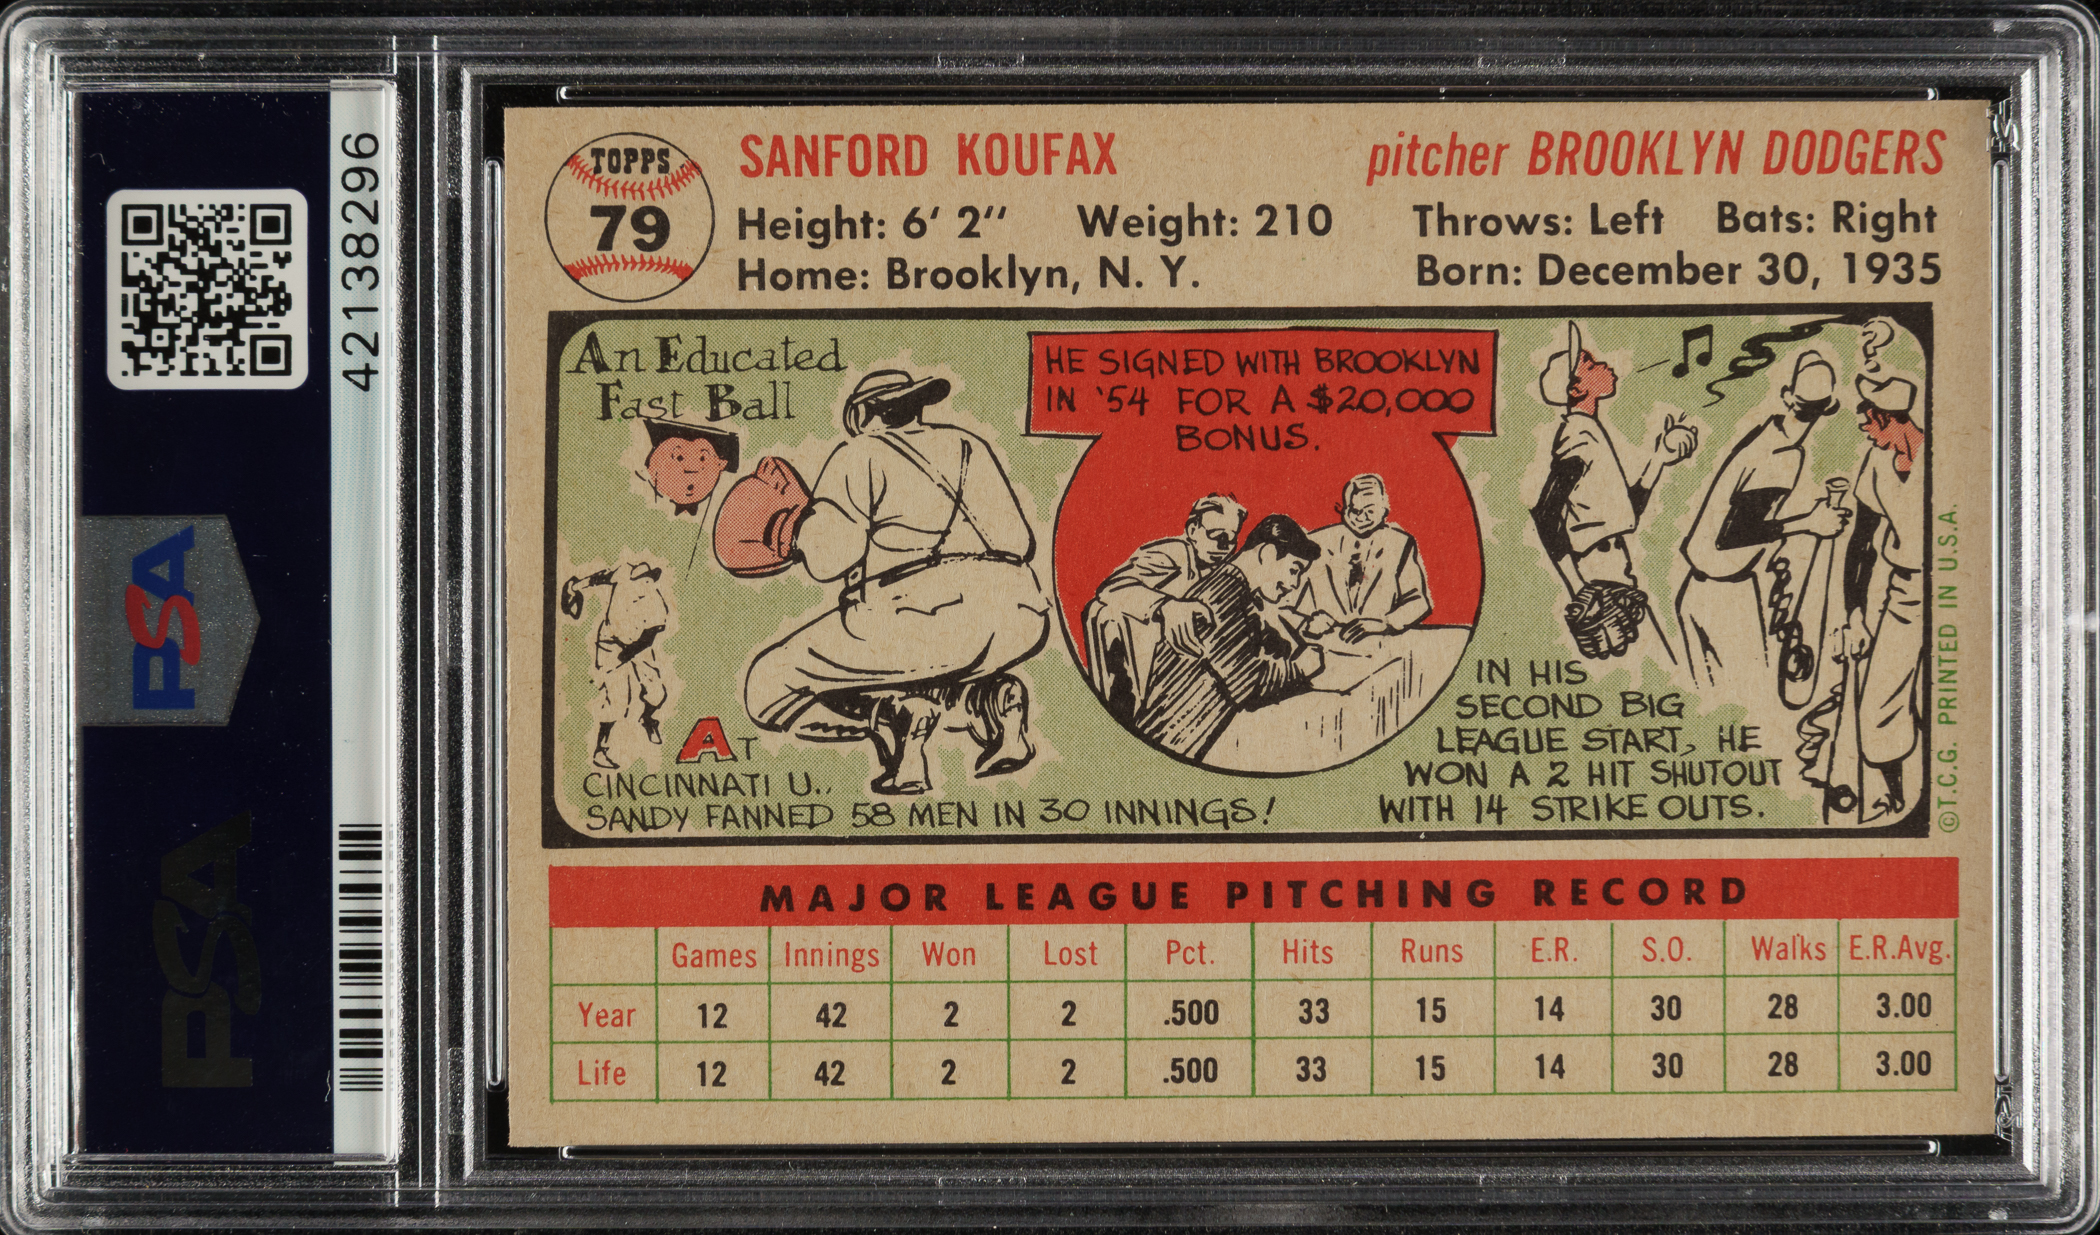 42138296
PSA
PSA
TOPPS
79
SANFORD KOUFAX
pitcher BROOKLYN DODGERS
Height: 6' 2" Weight: 210 Throws: Left Bats: Right
Home: Brooklyn, N. Y. Born: December 30, 1935
An Educated
Fast Ball
AT
CINCINNATI U.,
SANDY FANNED 58 MEN IN 30 INNINGS!
HE SIGNED WITH BROOKLYN
IN '54 FOR A $20,000
BONUS.
IN HIS
SECOND BIG
LEAGUE START, HE
WON A 2 HIT SHUTOUT
WITH 14 STRIKE OUTS.
©T.C.G. PRINTED IN U.S.A.
MAJOR LEAGUE PITCHING RECORD
Games Innings Won Lost Pct. Hits Runs E.R. S.O. Walks E.R.Avg.
Year 12 42 2 2 .500 33 15 14 30 28 3.00
Life 12 42 2 2 .500 33 15 14 30 28 3.00